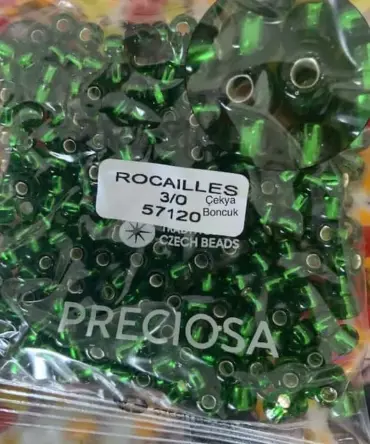 ROCAILLES
3/0 Çekya
57120 Boncuk
CZECH BEADS
PRECIOSA